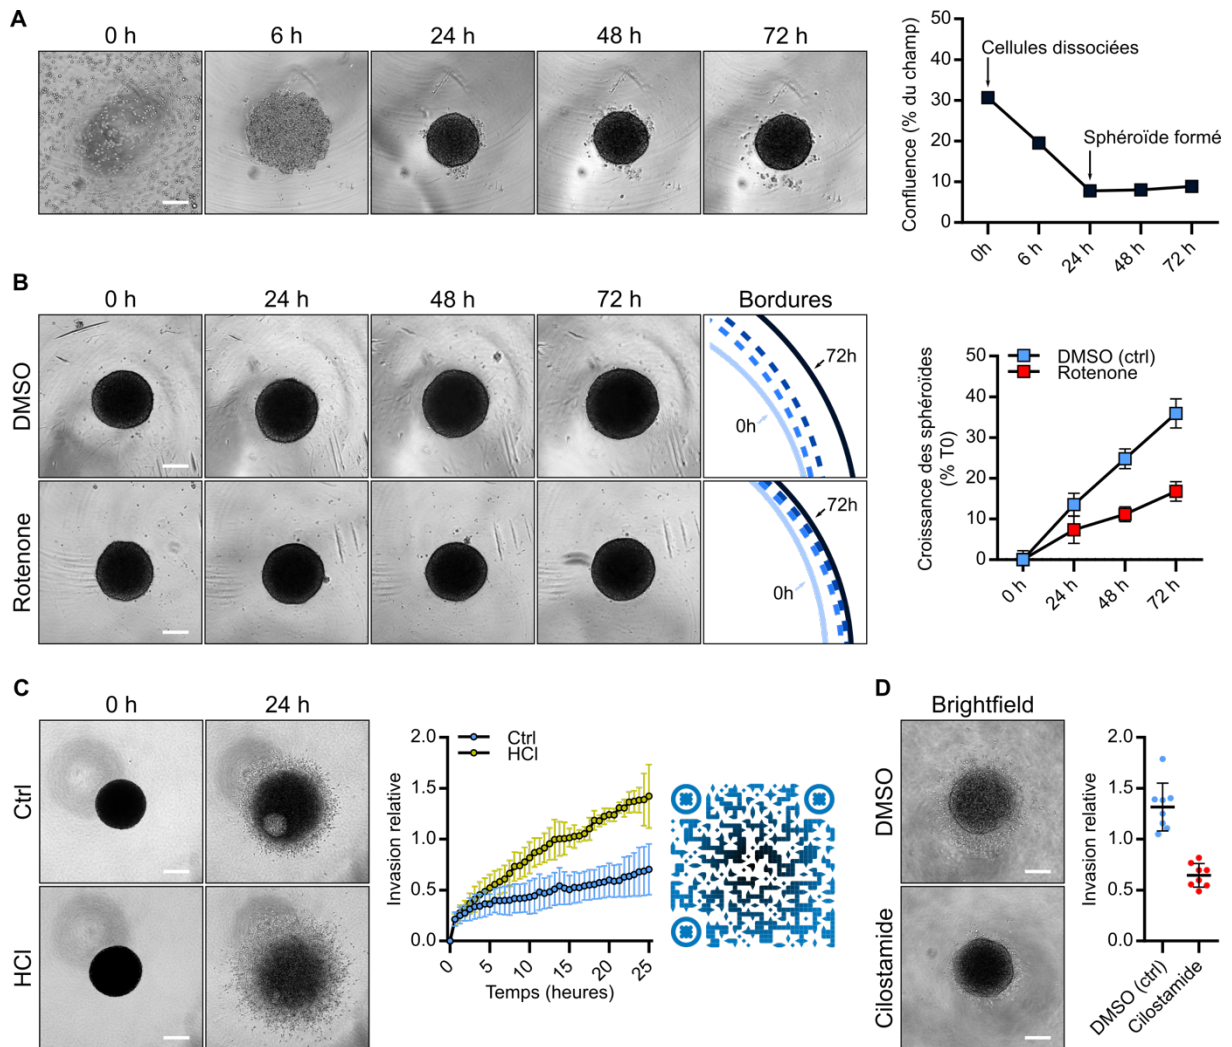 A
0 h
6 h
24 h
48 h
72 h
Confluence (% du champ)
50
40
30
20
10
0
Cellules dissociées
Sphéroïde formé
0h
6 h
24 h
48 h
72 h
B
0 h
24 h
48 h
72 h
Bordures
DMSO
72h
0h
Rotenone
72h
0h
Croissance des sphéroïdes
(% T0)
50
40
30
20
10
0
DMSO (ctrl)
Rotenone
0 h
24 h
48 h
72 h
C
0 h
24 h
Ctrl
HCl
Invasion relative
2.0
1.5
1.0
0.5
0.0
Ctrl
HCl
0
5
10
15
20
25
Temps (heures)
D
Brightfield
DMSO
Cilostamide
Invasion relative
2.0
1.5
1.0
0.5
0.0
DMSO (ctrl)
Cilostamide